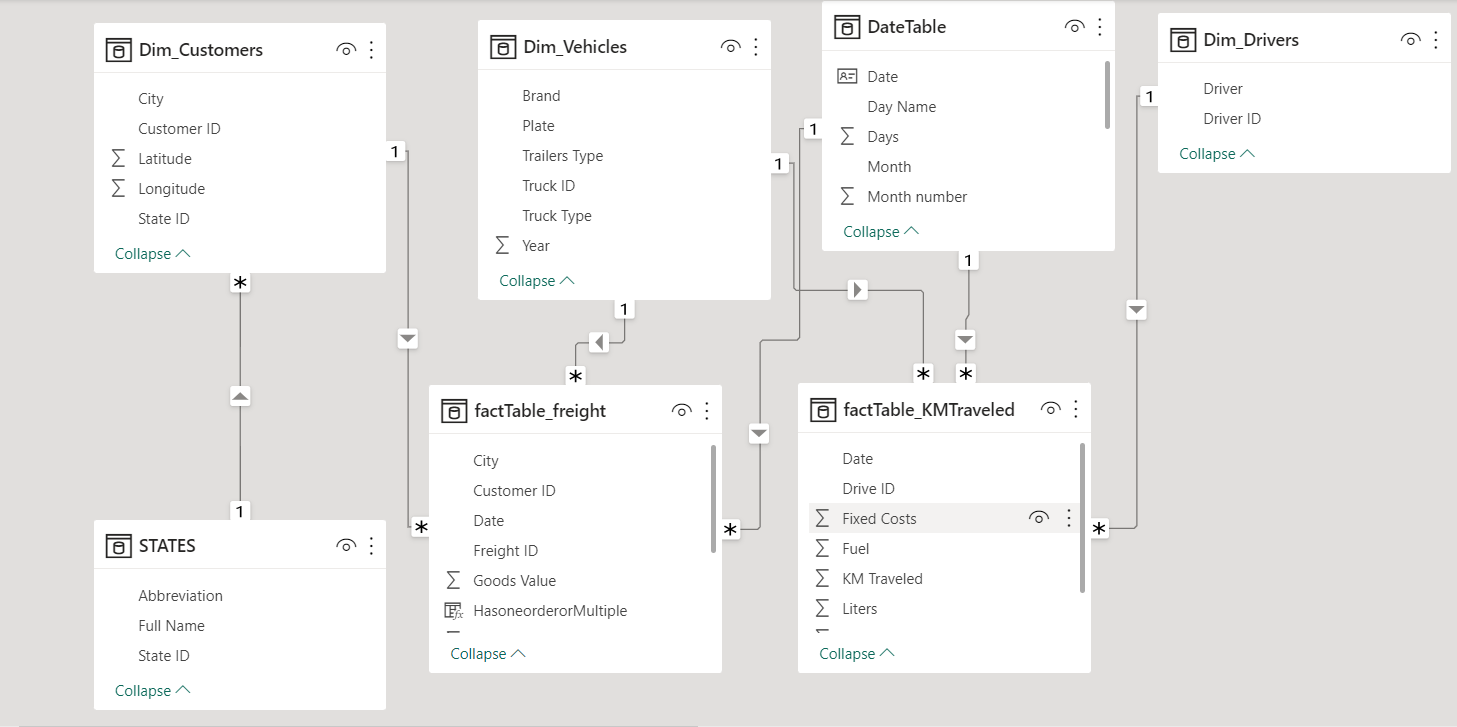 Dim_Customers
City
Customer ID
Latitude
Longitude
State ID
Collapse
1
*
1
STATES
Abbreviation
Full Name
State ID
Collapse
Dim_Vehicles
Brand
Plate
Trailers Type
Truck ID
Truck Type
Year
Collapse
1
1
*
*
factTable_freight
City
Customer ID
Date
Freight ID
Goods Value
HasoneorderorMultiple
Collapse
*
DateTable
Date
Day Name
Days
Month
Month number
Collapse
1
1
*
*
factTable_KMTraveled
Date
Drive ID
Fixed Costs
Fuel
KM Traveled
Liters
Collapse
*
Dim_Drivers
Driver
Driver ID
Collapse
1